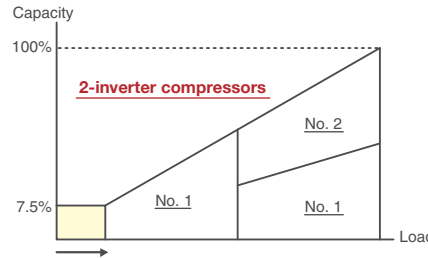 Capacity
100%
2-inverter compressors
No. 2
No. 1
No. 1
7.5%
Load